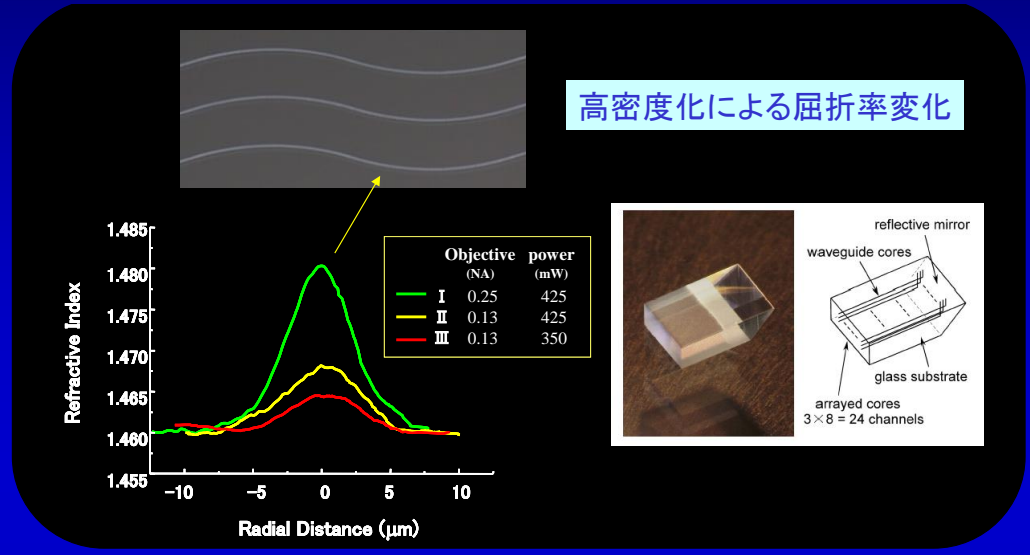 高密度化による屈折率変化
1.485
1.480
1.475
1.470
1.465
1.460
1.455
Refractive Index
-10 -5 0 5 10
Radial Distance (μm)
Objective power
(NA) (mW)
Ⅰ 0.25 425
Ⅱ 0.13 425
Ⅲ 0.13 350
reflective mirror
waveguide cores
glass substrate
arrayed cores
3×8 = 24 channels